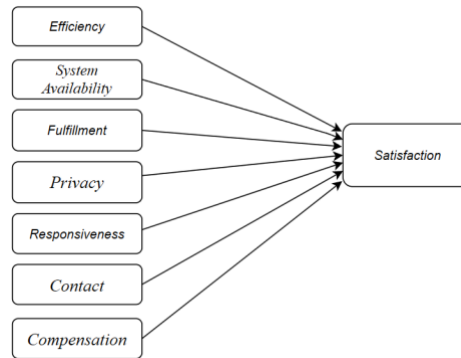 Efficiency
System
Availability
Fulfillment
Satisfaction
Privacy
Responsiveness
Contact
Compensation